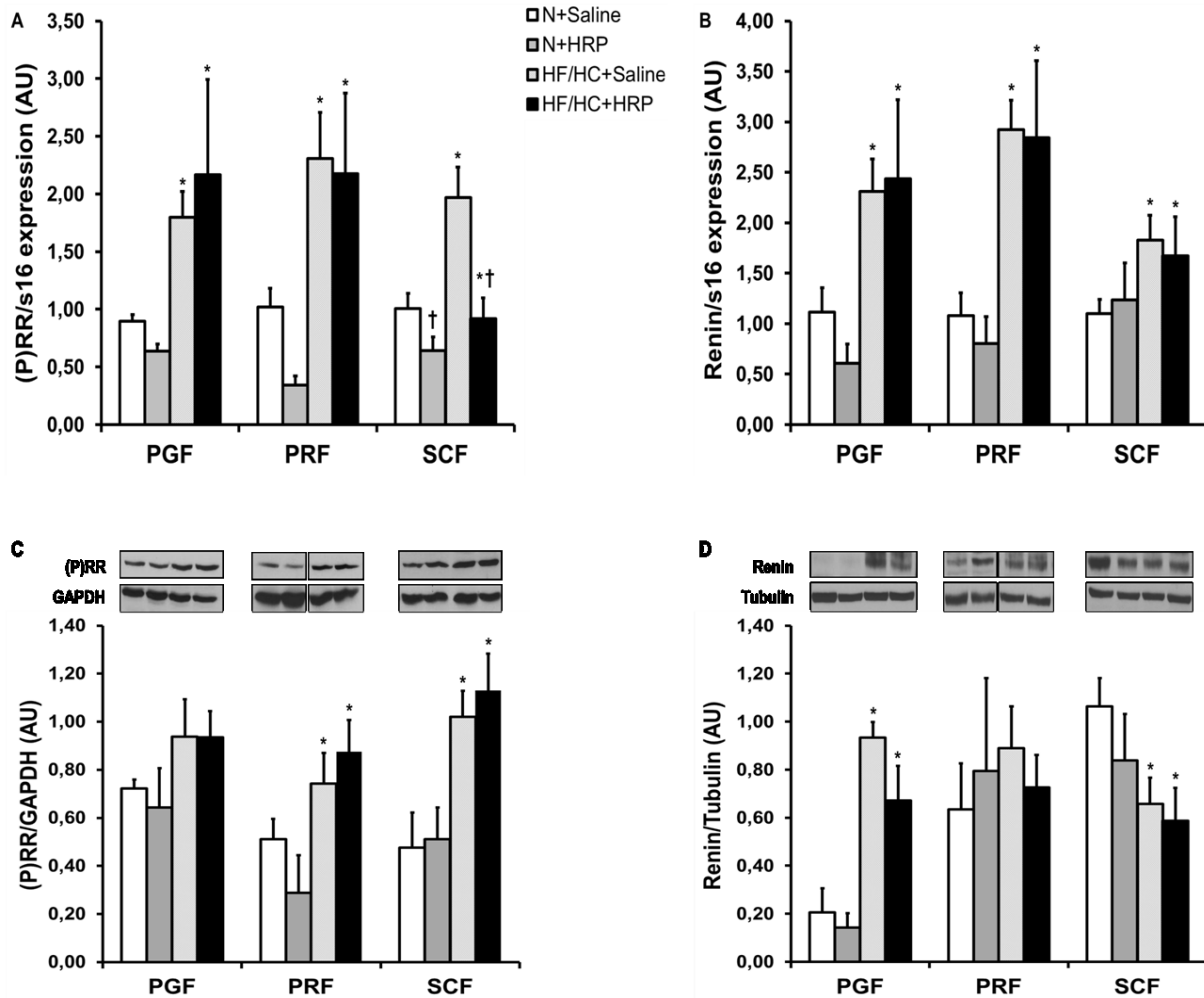 A
(P)RR/s16 expression (AU)
3,50
3,00
2,50
2,00
1,50
1,00
0,50
0,00
* * * * * *† †
PGF PRF SCF
N+Saline
N+HRP
HF/HC+Saline
HF/HC+HRP
B
Renin/s16 expression (AU)
4,00
3,50
3,00
2,50
2,00
1,50
1,00
0,50
0,00
* * * * * *
PGF PRF SCF
C
(P)RR
GAPDH
(P)RR/GAPDH (AU)
1,40
1,20
1,00
0,80
0,60
0,40
0,20
0,00
* * * *
PGF PRF SCF
D
Renin
Tubulin
Renin/Tubulin (AU)
1,40
1,20
1,00
0,80
0,60
0,40
0,20
0,00
* * * *
PGF PRF SCF